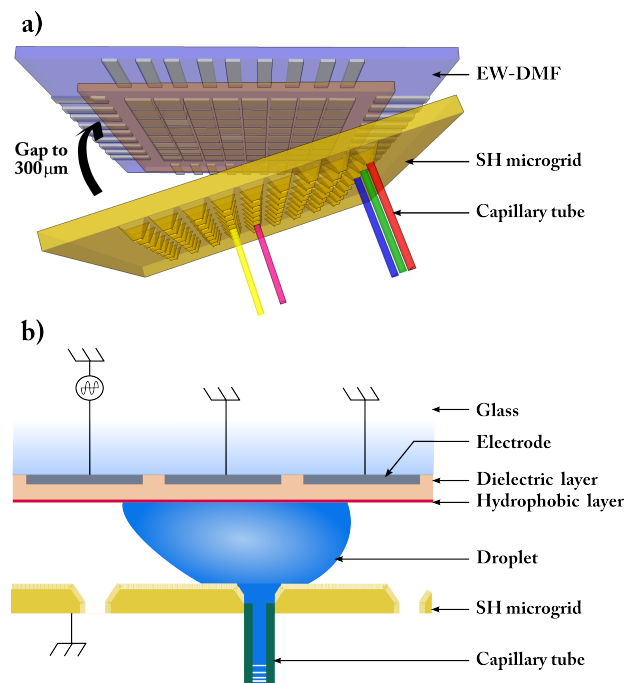 a)
EW-DMF
Gap to
300µm
SH microgrid
Capillary tube
b)
Glass
Electrode
Dielectric layer
Hydrophobic layer
Droplet
SH microgrid
Capillary tube